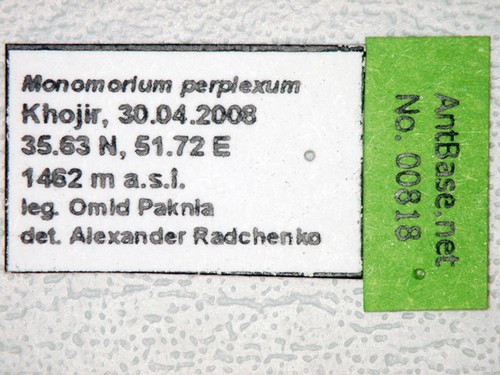 Monomorium perplexum
Khojir, 30.04.2008
35.63 N, 51.72 E
1462 m a.s.l.
leg. Omid Paknia
det. Alexander Radchenko
AntBase.net
No. 00818